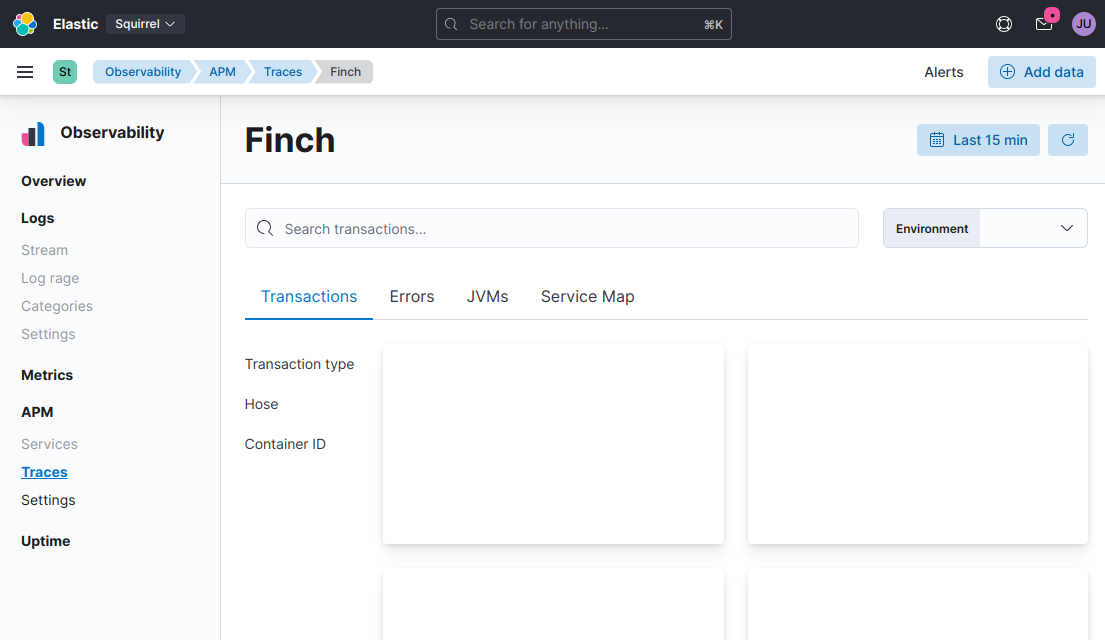 Elastic Squirrel Search for anything... ⌘K JU
St Observability APM Traces Finch Alerts Add data
Observability
Overview
Logs
Stream
Log rage
Categories
Settings
Metrics
APM
Services
Traces
Settings
Uptime
Finch Last 15 min
Search transactions... Environment
Transactions Errors JVMs Service Map
Transaction type
Hose
Container ID